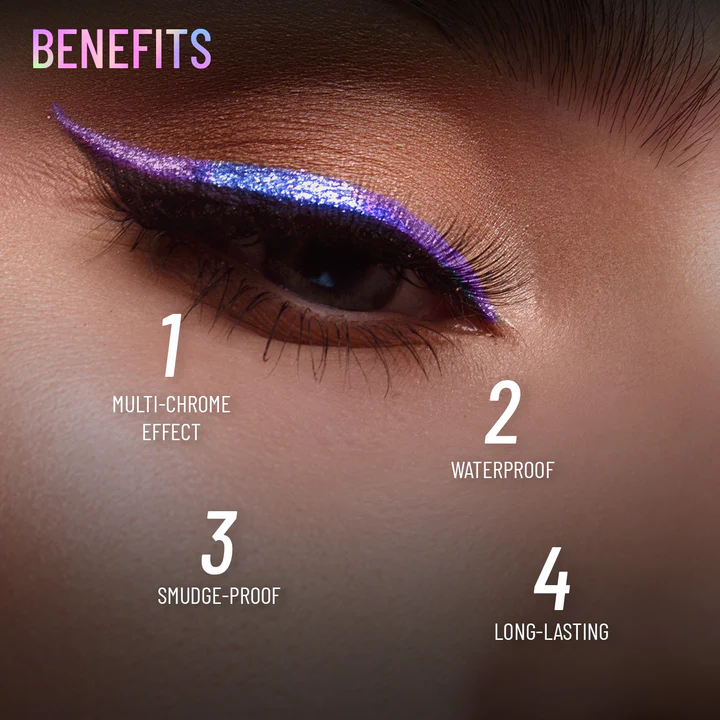 BENEFITS
1
MULTI-CHROME
EFFECT
2
WATERPROOF
3
SMUDGE-PROOF
4
LONG-LASTING